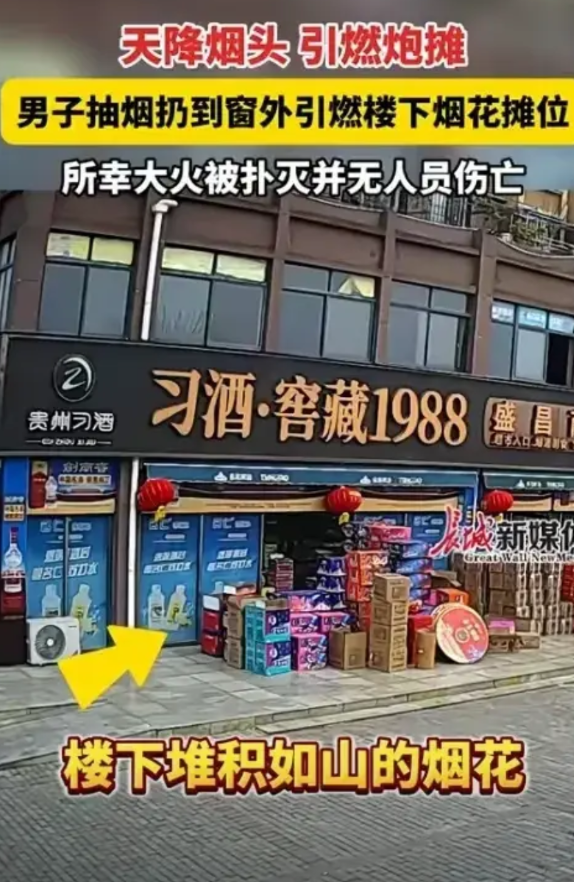 天降烟头 引燃炮摊
男子抽烟扔到窗外引燃楼下烟花摊位
所幸大火被扑灭并无人员伤亡
贵州习酒
习酒·窖藏1988
盛昌
长城新媒体
Great Wall NewMe
楼下堆积如山的烟花